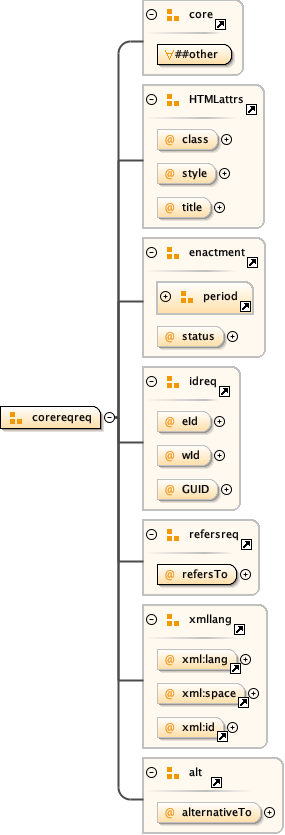 core
∀##other
HTMLattrs
@ class
@ style
@ title
enactment
period
@ status
corereqreq
idreq
@ eId
@ wId
@ GUID
refersreq
@ refersTo
xmllang
@ xml:lang
@ xml:space
@ xml:id
alt
@ alternativeTo